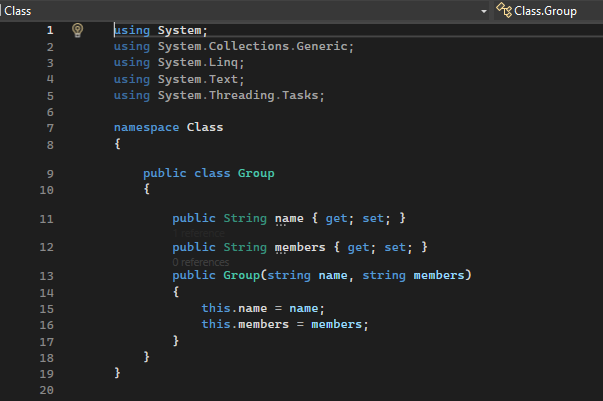 Class Class.Group
1 using System;
2 using System.Collections.Generic;
3 using System.Linq;
4 using System.Text;
5 using System.Threading.Tasks;
6
7 namespace Class
8 {
9 public class Group
10 {
11 public String name { get; set; }
1 reference
12 public String members { get; set; }
0 references
13 public Group(string name, string members)
14 {
15 this.name = name;
16 this.members = members;
17 }
18 }
19 }
20